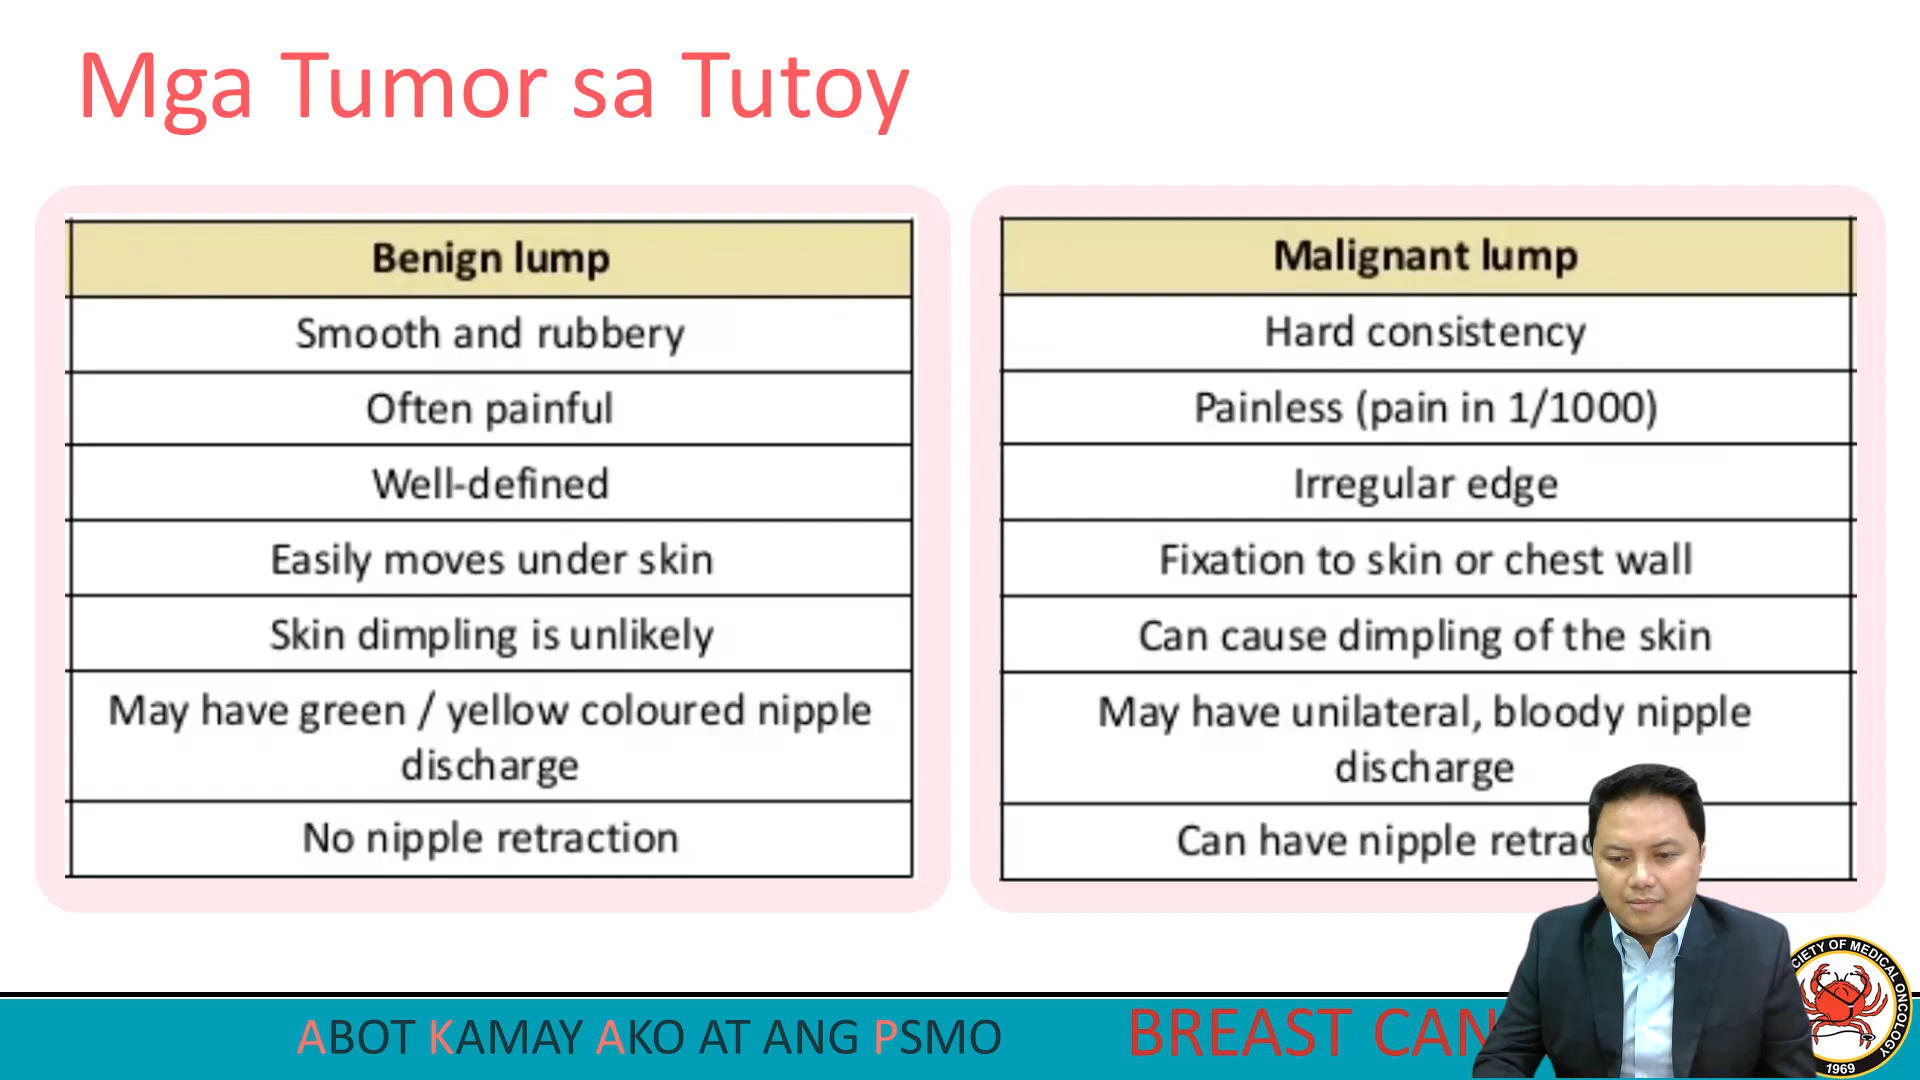 Mga Tumor sa Tutoy
Benign lump
Smooth and rubbery
Often painful
Well-defined
Easily moves under skin
Skin dimpling is unlikely
May have green / yellow coloured nipple
discharge
No nipple retraction
Malignant lump
Hard consistency
Painless (pain in 1/1000)
Irregular edge
Fixation to skin or chest wall
Can cause dimpling of the skin
May have unilateral, bloody nipple
discharge
Can have nipple
ABOT KAMAY AKO AT ANG PSMO
BREAST
OF MEDICAL ONCOLOGY
1969